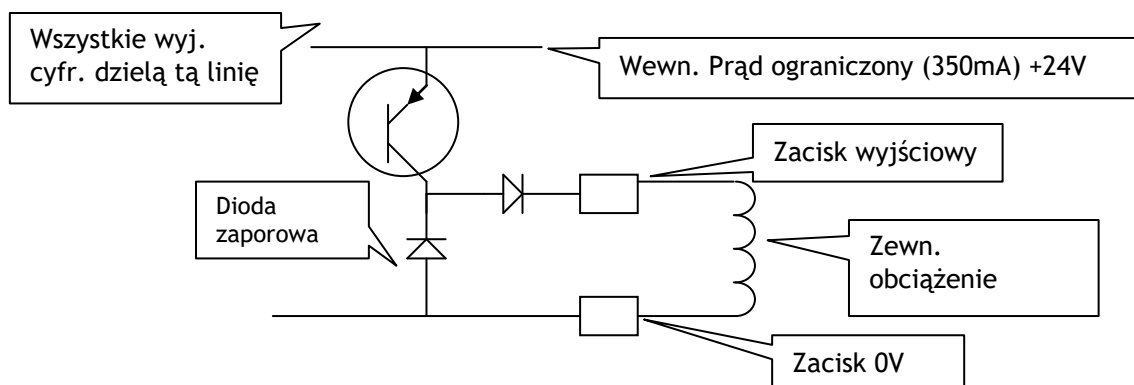 Wszystkie wyj.
cyfr. dzielą tą linię
Wewn. Prąd ograniczony (350mA) +24V
Zacisk wyjściowy
Dioda
zaporowa
Zewn.
obciążenie
Zacisk 0V